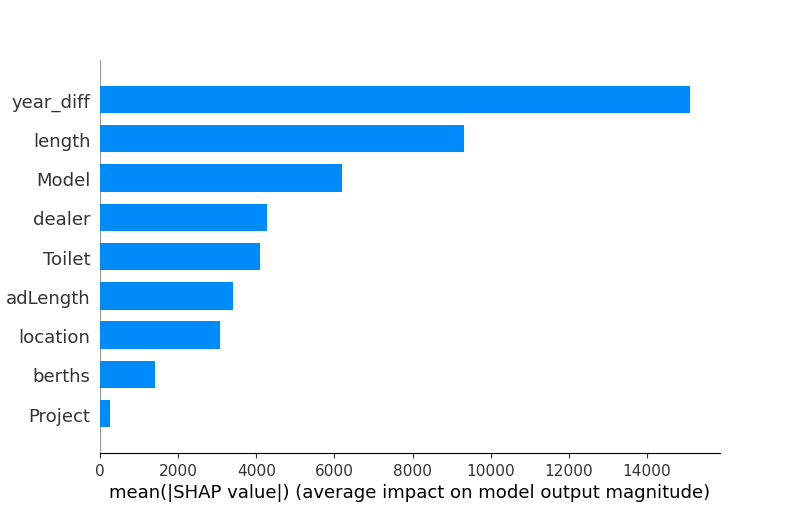 year_diff
length
Model
dealer
Toilet
adLength
location
berths
Project
0 2000 4000 6000 8000 10000 12000 14000
mean(|SHAP value|) (average impact on model output magnitude)